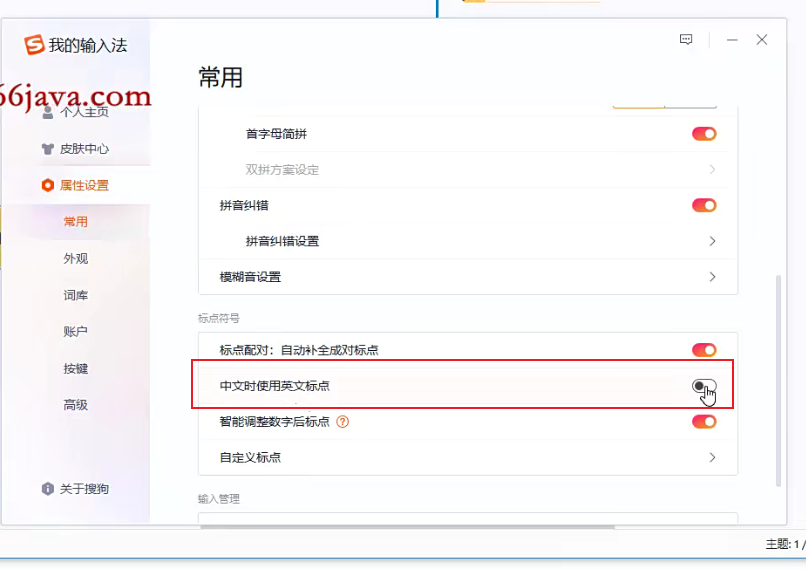 我的输入法
66java.com
个人主页
皮肤中心
属性设置
常用
外观
词库
账户
按键
高级
关于搜狗
常用
首字母简拼
双拼方案设定
拼音纠错
拼音纠错设置
模糊音设置
标点符号
标点配对：自动补全成对标点
中文时使用英文标点
智能调整数字后标点
自定义标点
输入管理
主题: 1 /